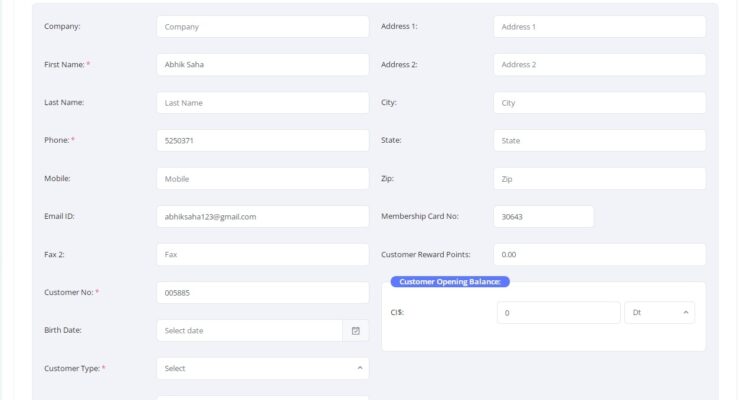 Company: Company
Address 1: Address 1
First Name: * Abhik Saha
Address 2: Address 2
Last Name: Last Name
City: City
Phone: * 5250371
State: State
Mobile: Mobile
Zip: Zip
Email ID: abhiksaha123@gmail.com
Membership Card No: 30643
Fax 2: Fax
Customer Reward Points: 0.00
Customer No: * 005885
Customer Opening Balance:
CI$: 0 Dt
Birth Date: Select date
Customer Type: * Select